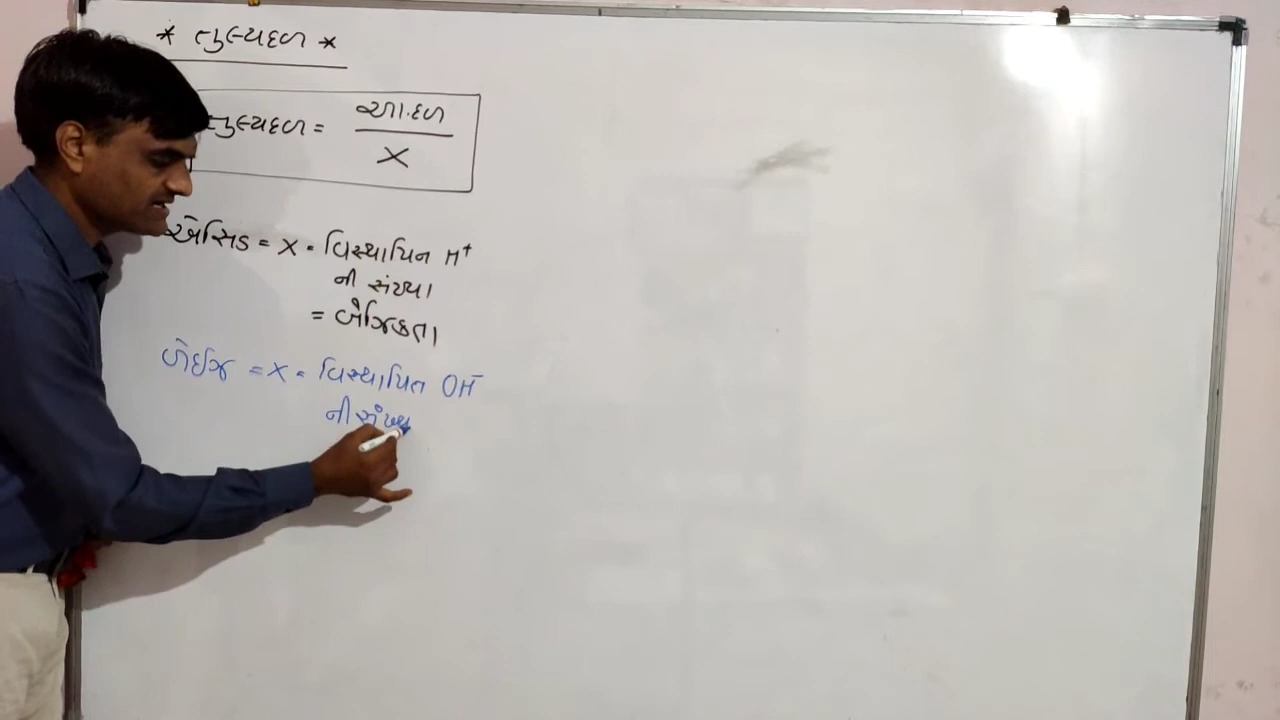 * તુલ્યદળ *
તુલ્યદળ = આ.દળ / X
એસિડ = X = વિસ્થાપિત H⁺
ની સંખ્યા
= બેઝિકતા
બેઈઝ = X = વિસ્થાપિત OH⁻
ની સંખ્ય